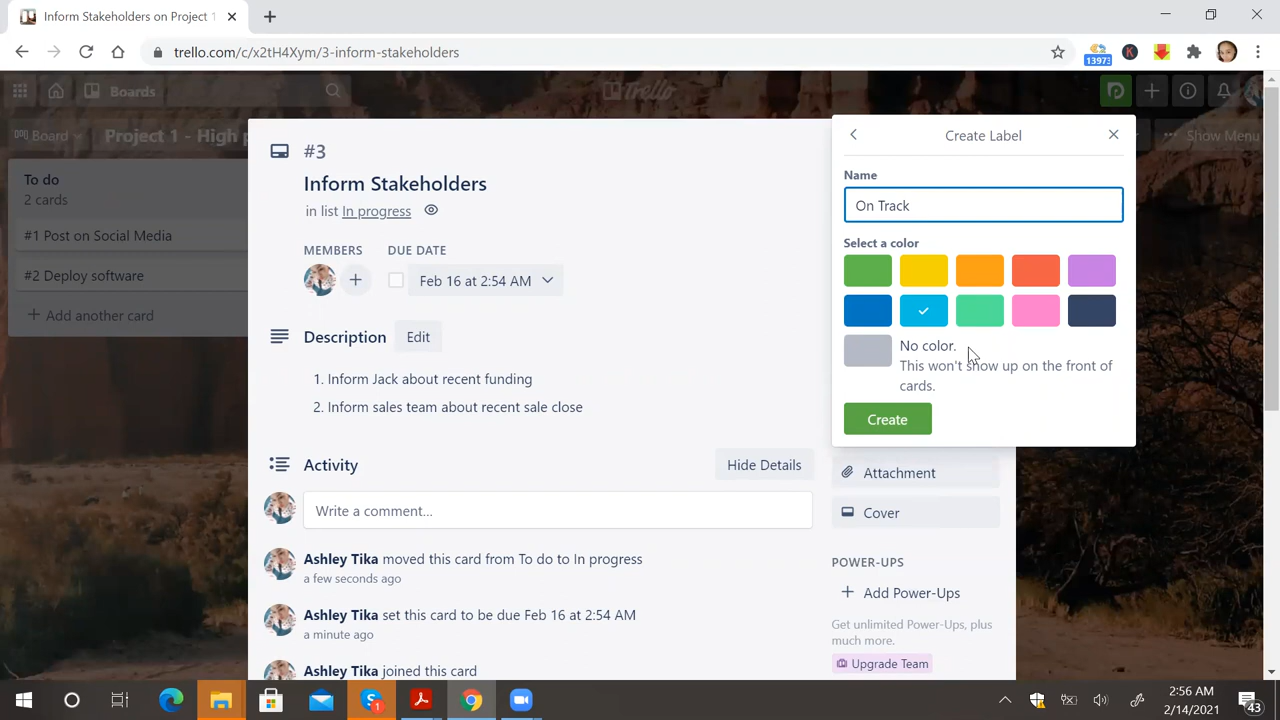 Inform Stakeholders on Project 1
trello.com/c/x2tH4Xym/3-inform-stakeholders
13973
K
Boards
Trello
Board
Project 1 - High p
Show Menu
To do
2 cards
#1 Post on Social Media
#2 Deploy software
Add another card
#3
Inform Stakeholders
in list In progress
MEMBERS
DUE DATE
Feb 16 at 2:54 AM
Description
Edit
1. Inform Jack about recent funding
2. Inform sales team about recent sale close
Activity
Hide Details
Write a comment...
Ashley Tika moved this card from To do to In progress
a few seconds ago
Ashley Tika set this card to be due Feb 16 at 2:54 AM
a minute ago
Ashley Tika joined this card
Create Label
Name
On Track
Select a color
No color.
This won't show up on the front of
cards.
Create
Attachment
Cover
POWER-UPS
Add Power-Ups
Get unlimited Power-Ups, plus
much more.
Upgrade Team
1
2:56 AM
2/14/2021
43